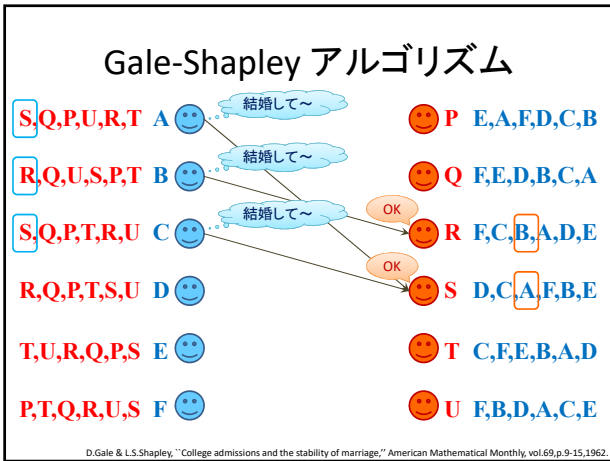 Gale-Shapley アルゴリズム
S,Q,P,U,R,T A 結婚して～ P E,A,F,D,C,B
R,Q,U,S,P,T B 結婚して～ Q F,E,D,B,C,A
OK
S,Q,P,T,R,U C 結婚して～ R F,C,B,A,D,E
OK
R,Q,P,T,S,U D S D,C,A,F,B,E
T,U,R,Q,P,S E T C,F,E,B,A,D
P,T,Q,R,U,S F U F,B,D,A,C,E
D.Gale & L.S.Shapley, ``College admissions and the stability of marriage,'' American Mathematical Monthly, vol.69,p.9-15,1962.